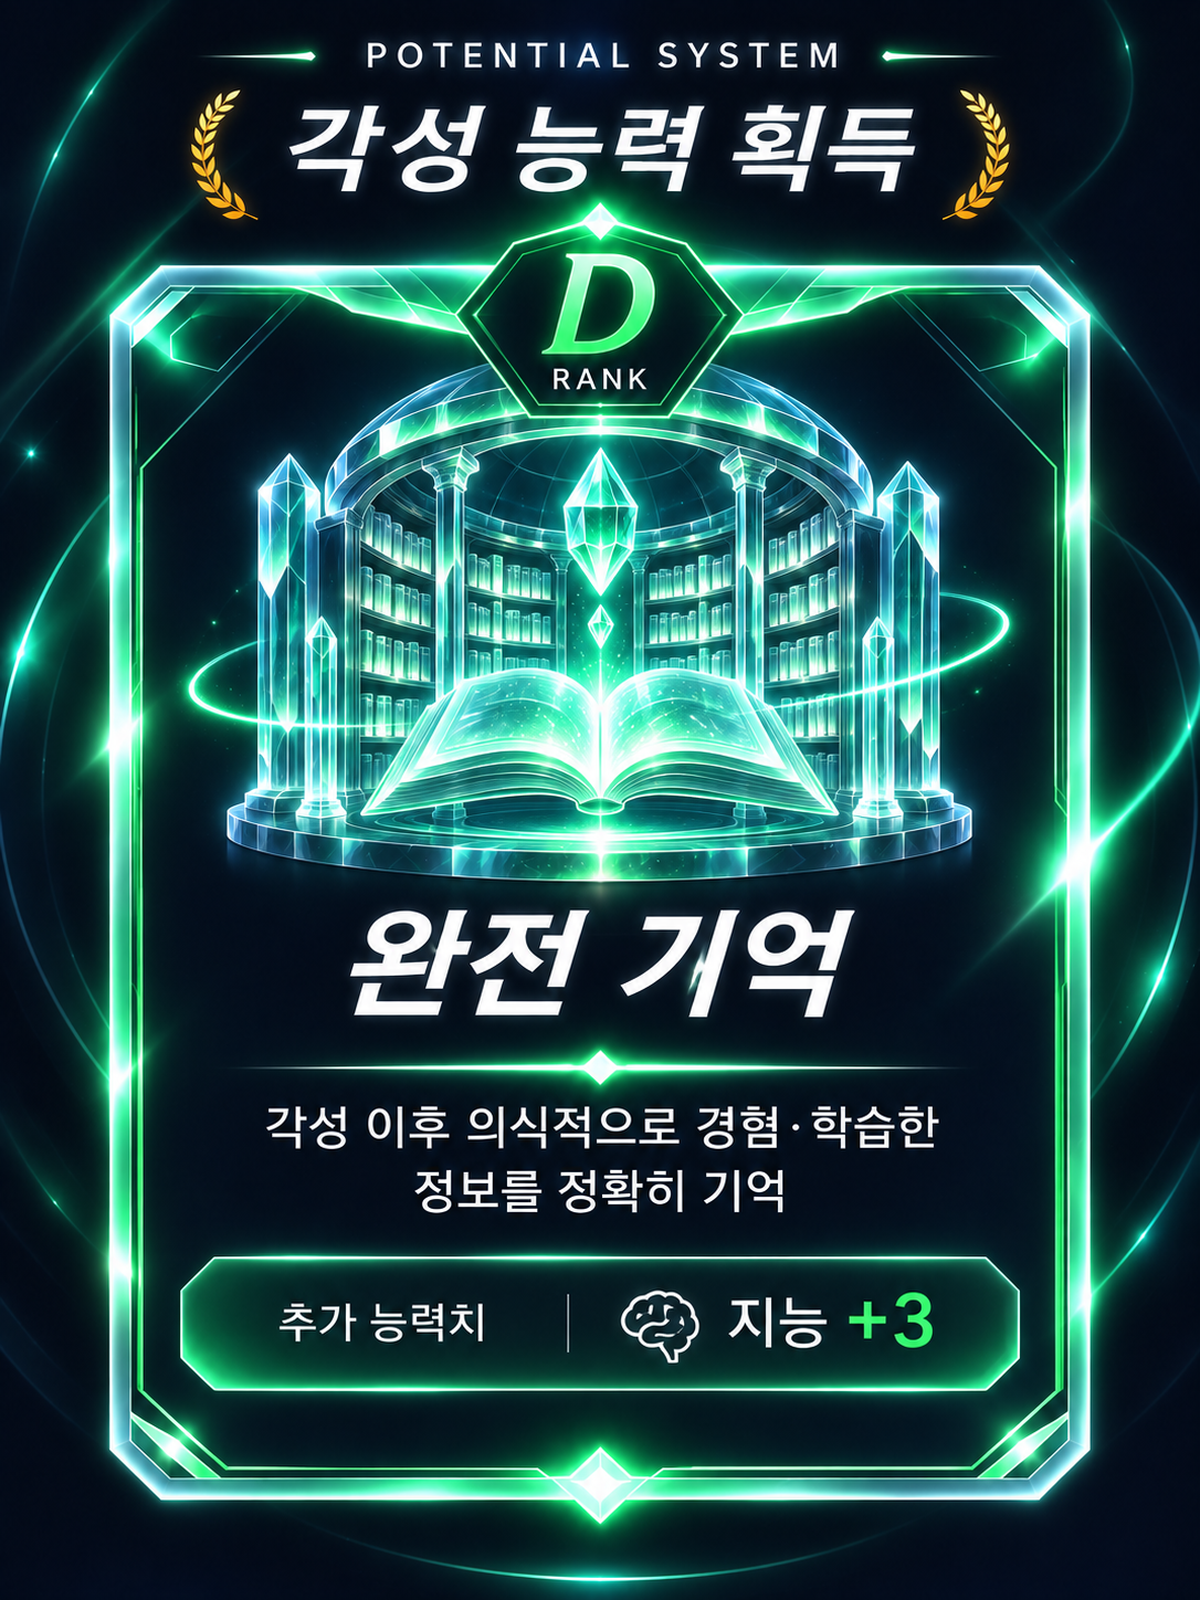 POTENTIAL SYSTEM
각성 능력 획득
D
RANK
완전 기억
각성 이후 의식적으로 경험·학습한
정보를 정확히 기억
추가 능력치 지능 +3